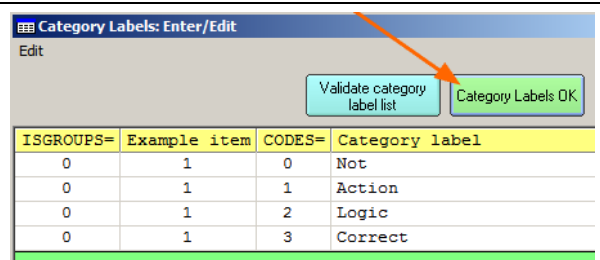 Category Labels: Enter/Edit
Edit
Validate category
label list
Category Labels OK
ISGROUPS= Example item CODES= Category label
0 1 0 Not
0 1 1 Action
0 1 2 Logic
0 1 3 Correct